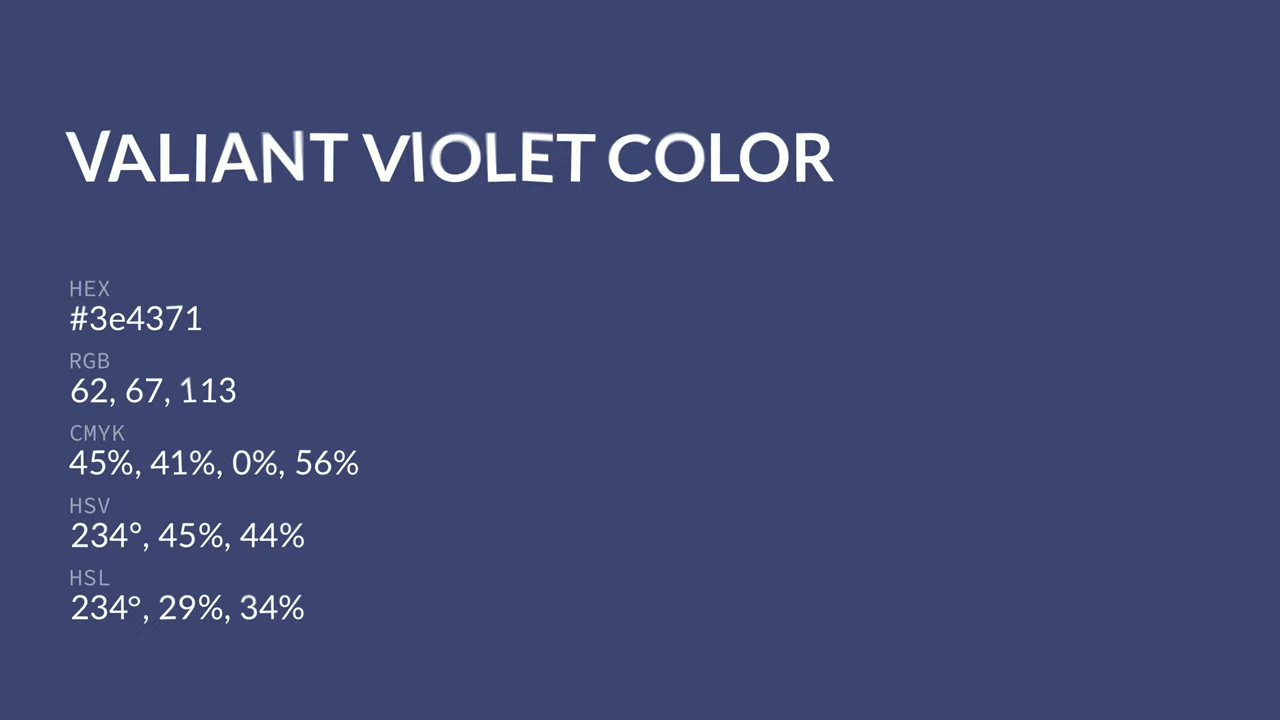 VALIANT VIOLET COLOR
HEX
#3e4371
RGB
62, 67, 113
CMYK
45%, 41%, 0%, 56%
HSV
234°, 45%, 44%
HSL
234°, 29%, 34%